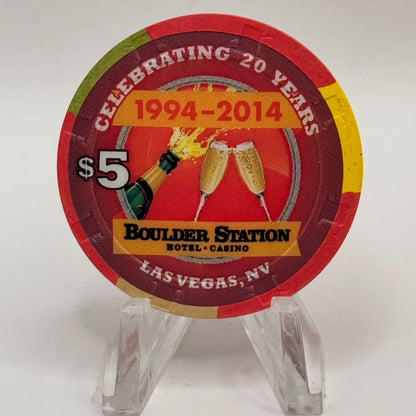 CELEBRATING 20 YEARS
1994-2014
$5
BOULDER STATION
HOTEL • CASINO
LAS VEGAS, NV